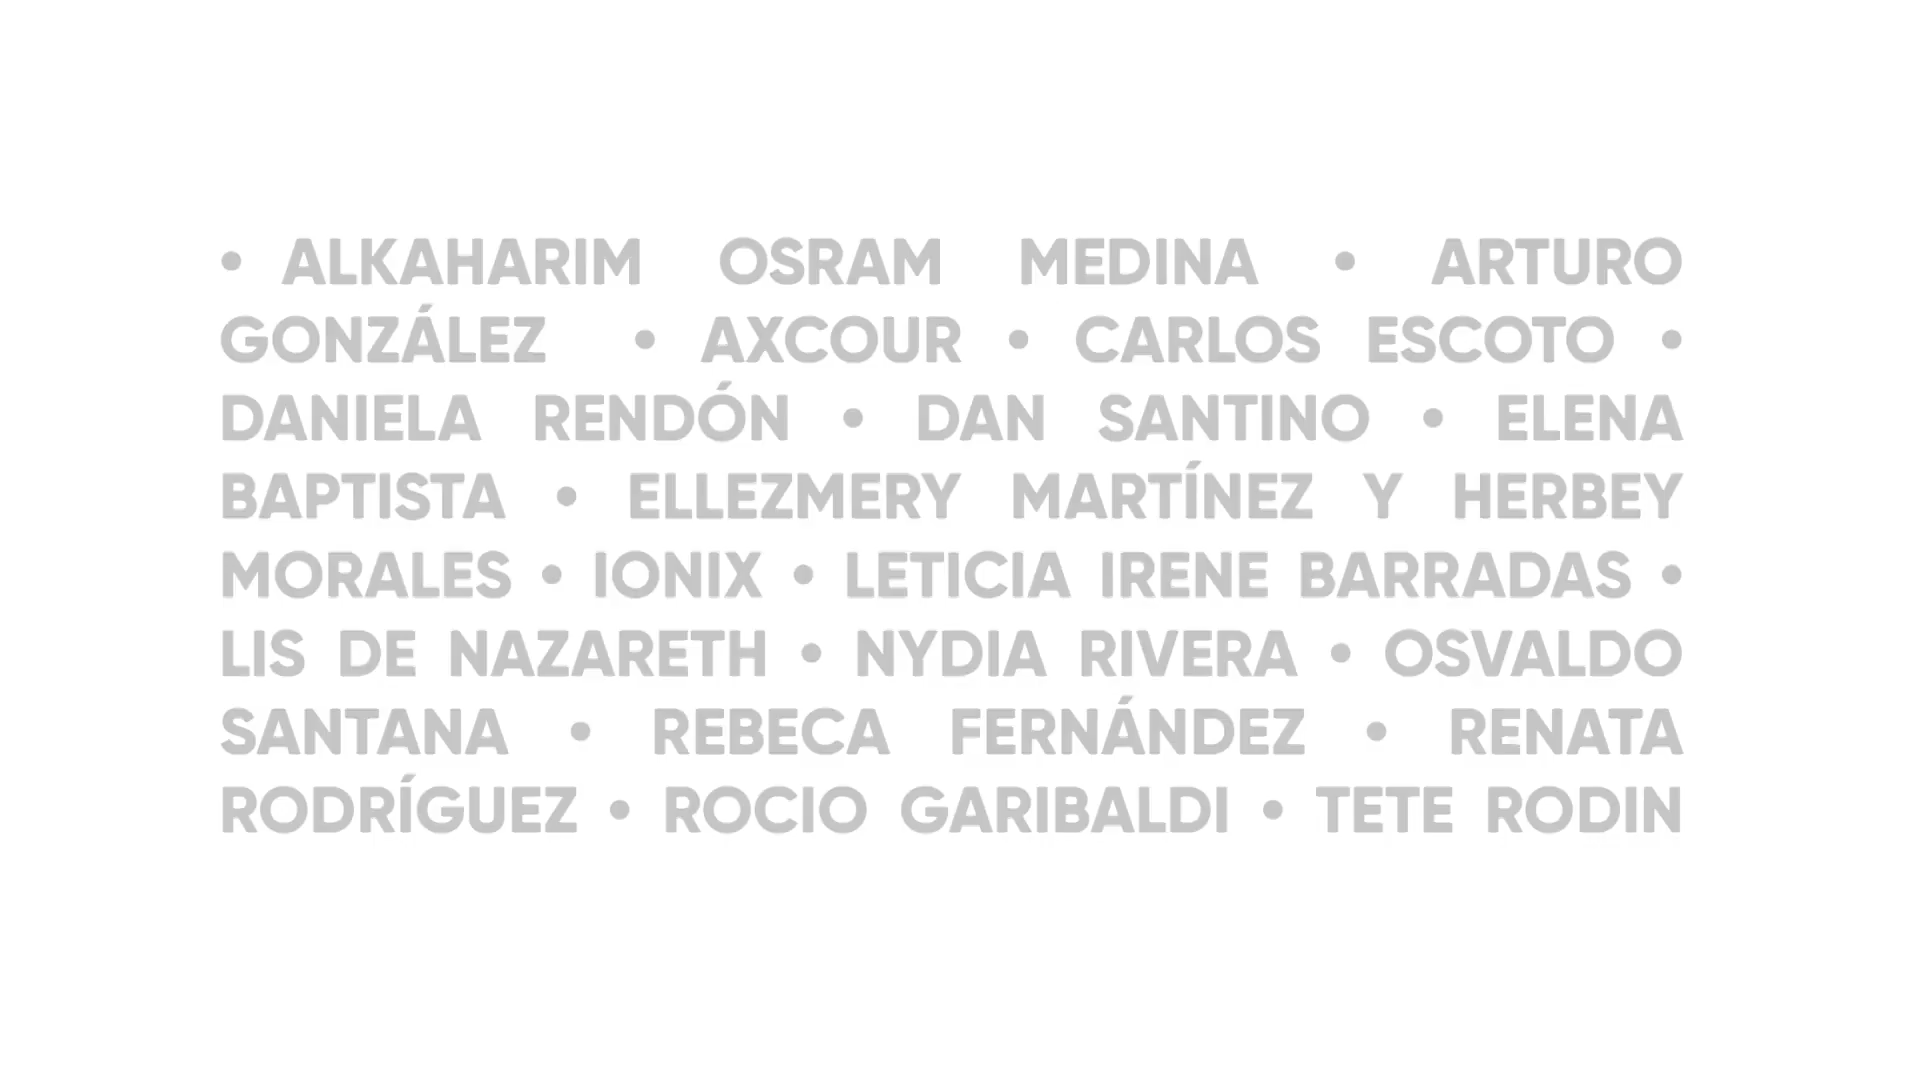 • ALKAHARIM OSRAM MEDINA • ARTURO
GONZÁLEZ • AXCOUR • CARLOS ESCOTO •
DANIELA RENDÓN • DAN SANTINO • ELENA
BAPTISTA • ELLEZMERY MARTÍNEZ Y HERBEY
MORALES • IONIX • LETICIA IRENE BARRADAS •
LIS DE NAZARETH • NYDIA RIVERA • OSVALDO
SANTANA • REBECA FERNÁNDEZ • RENATA
RODRÍGUEZ • ROCIO GARIBALDI • TETE RODIN